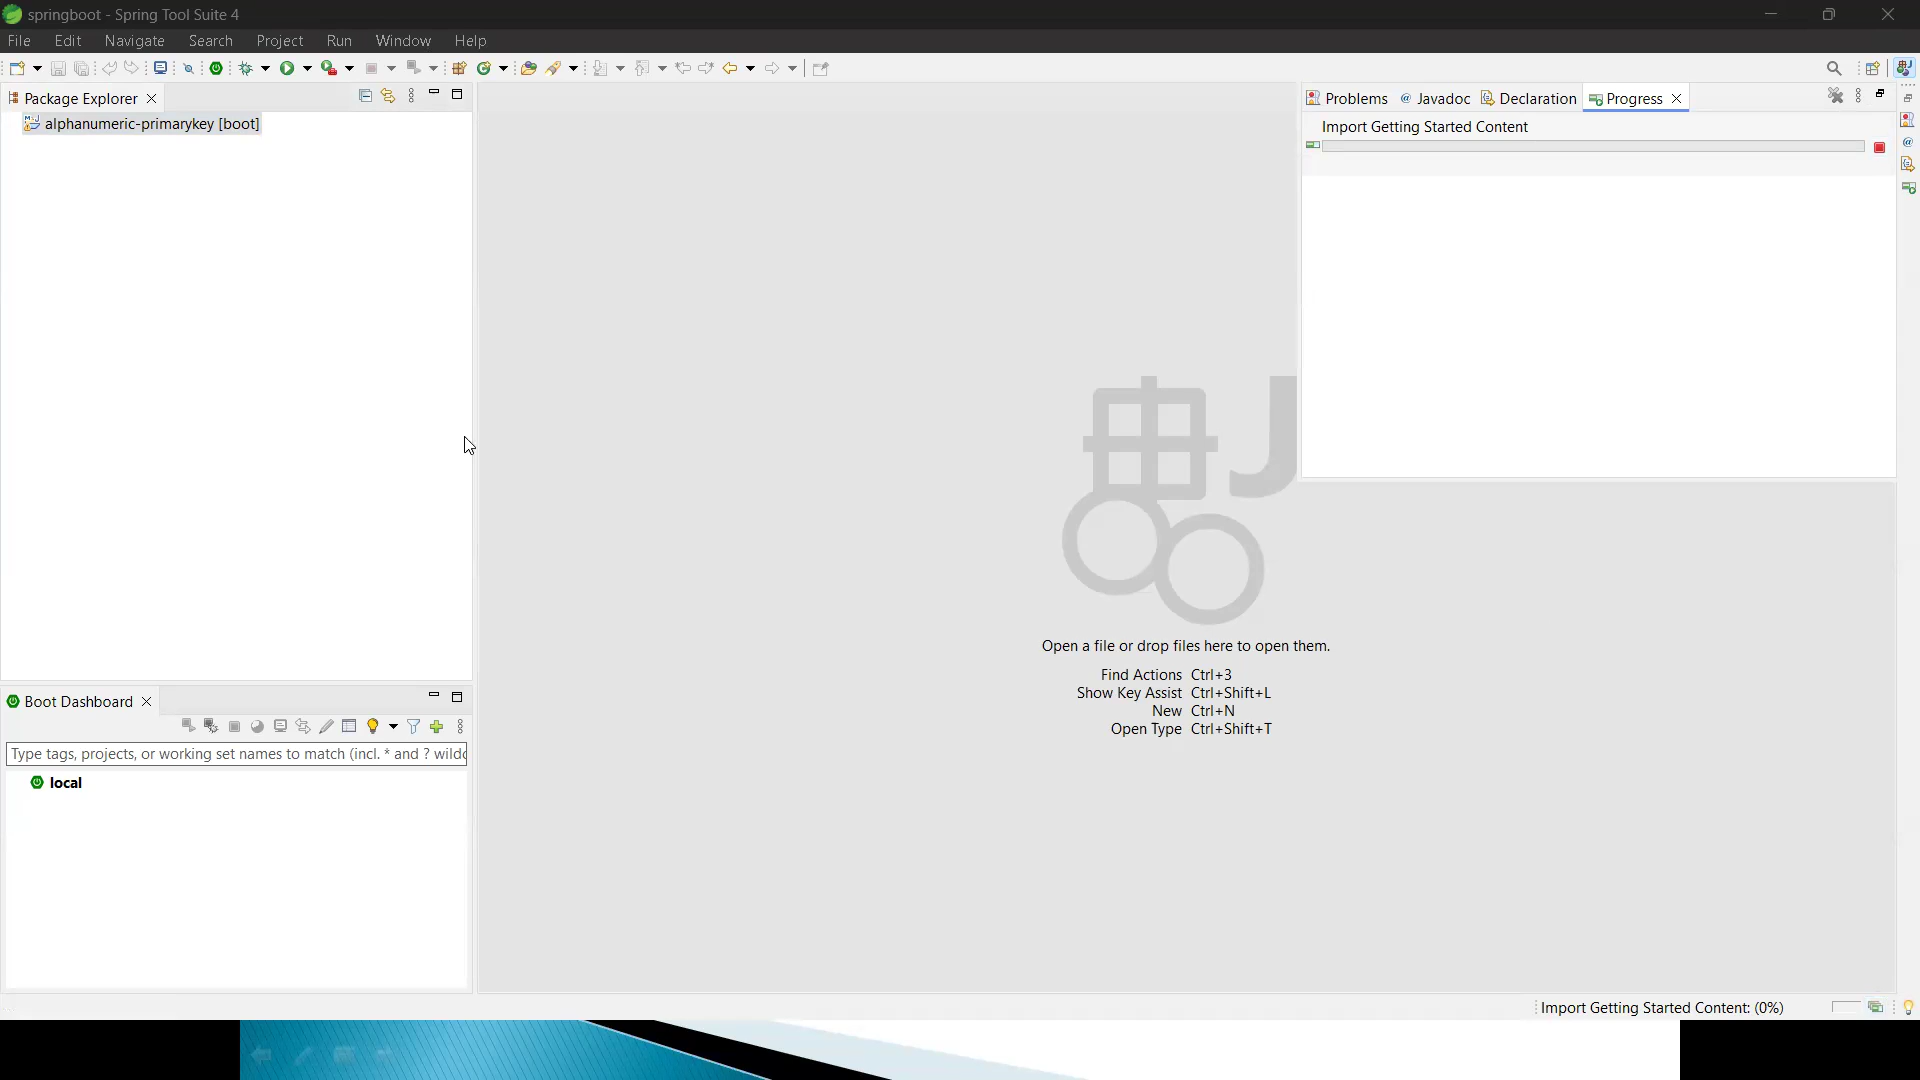 springboot - Spring Tool Suite 4
File Edit Navigate Search Project Run Window Help
Package Explorer
alphanumeric-primarykey [boot]
Problems @ Javadoc Declaration Progress
Import Getting Started Content
Open a file or drop files here to open them.
Find Actions Ctrl+3
Show Key Assist Ctrl+Shift+L
New Ctrl+N
Open Type Ctrl+Shift+T
Boot Dashboard
Type tags, projects, or working set names to match (incl. * and ? wildc
local
Import Getting Started Content: (0%)